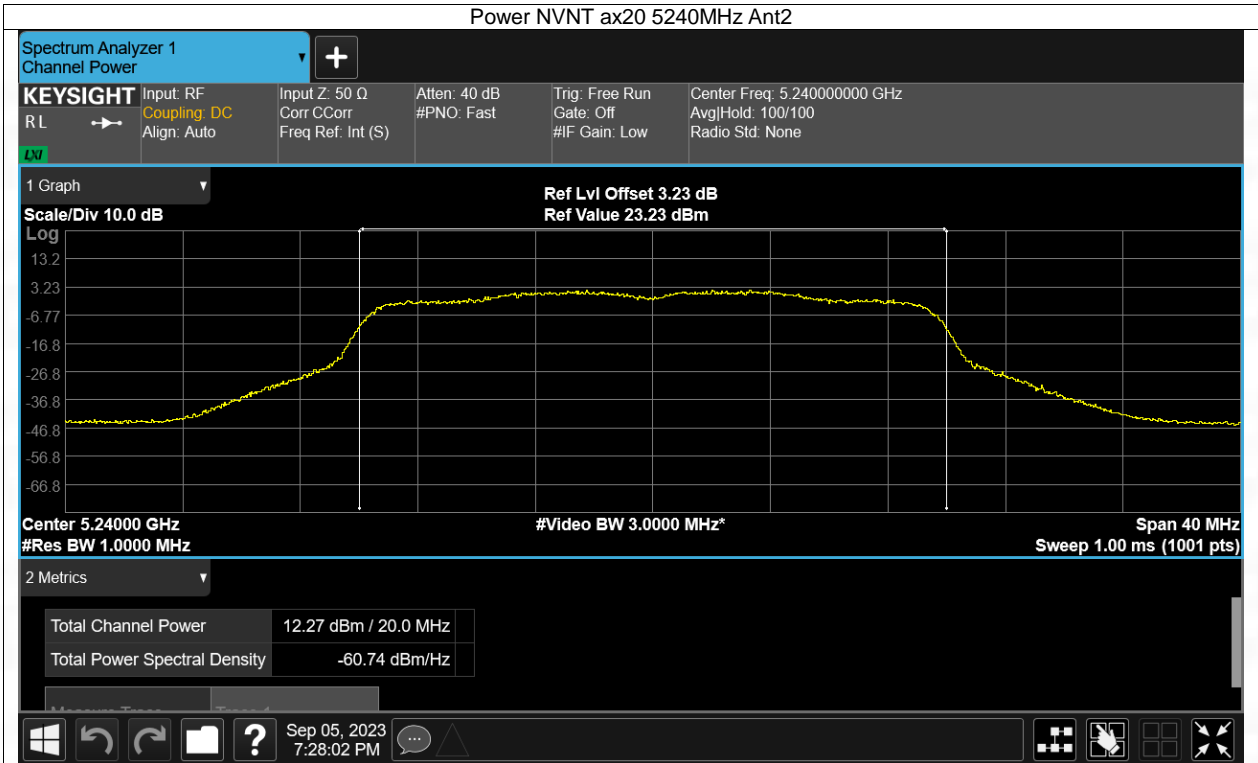 Power NVNT ax20 5240MHz Ant2
Spectrum Analyzer 1
Channel Power
+
KEYSIGHT
R L
LXI
Input: RF
Coupling: DC
Align: Auto
Input Z: 50 Ω
Corr CCorr
Freq Ref: Int (S)
Atten: 40 dB
#PNO: Fast
Trig: Free Run
Gate: Off
#IF Gain: Low
Center Freq: 5.240000000 GHz
Avg|Hold: 100/100
Radio Std: None
1 Graph
Scale/Div 10.0 dB
Ref Lvl Offset 3.23 dB
Ref Value 23.23 dBm
Log
13.2
3.23
-6.77
-16.8
-26.8
-36.8
-46.8
-56.8
-66.8
Center 5.24000 GHz
#Video BW 3.0000 MHz*
Span 40 MHz
#Res BW 1.0000 MHz
Sweep 1.00 ms (1001 pts)
2 Metrics
Total Channel Power 12.27 dBm / 20.0 MHz
Total Power Spectral Density -60.74 dBm/Hz
?
Sep 05, 2023
7:28:02 PM